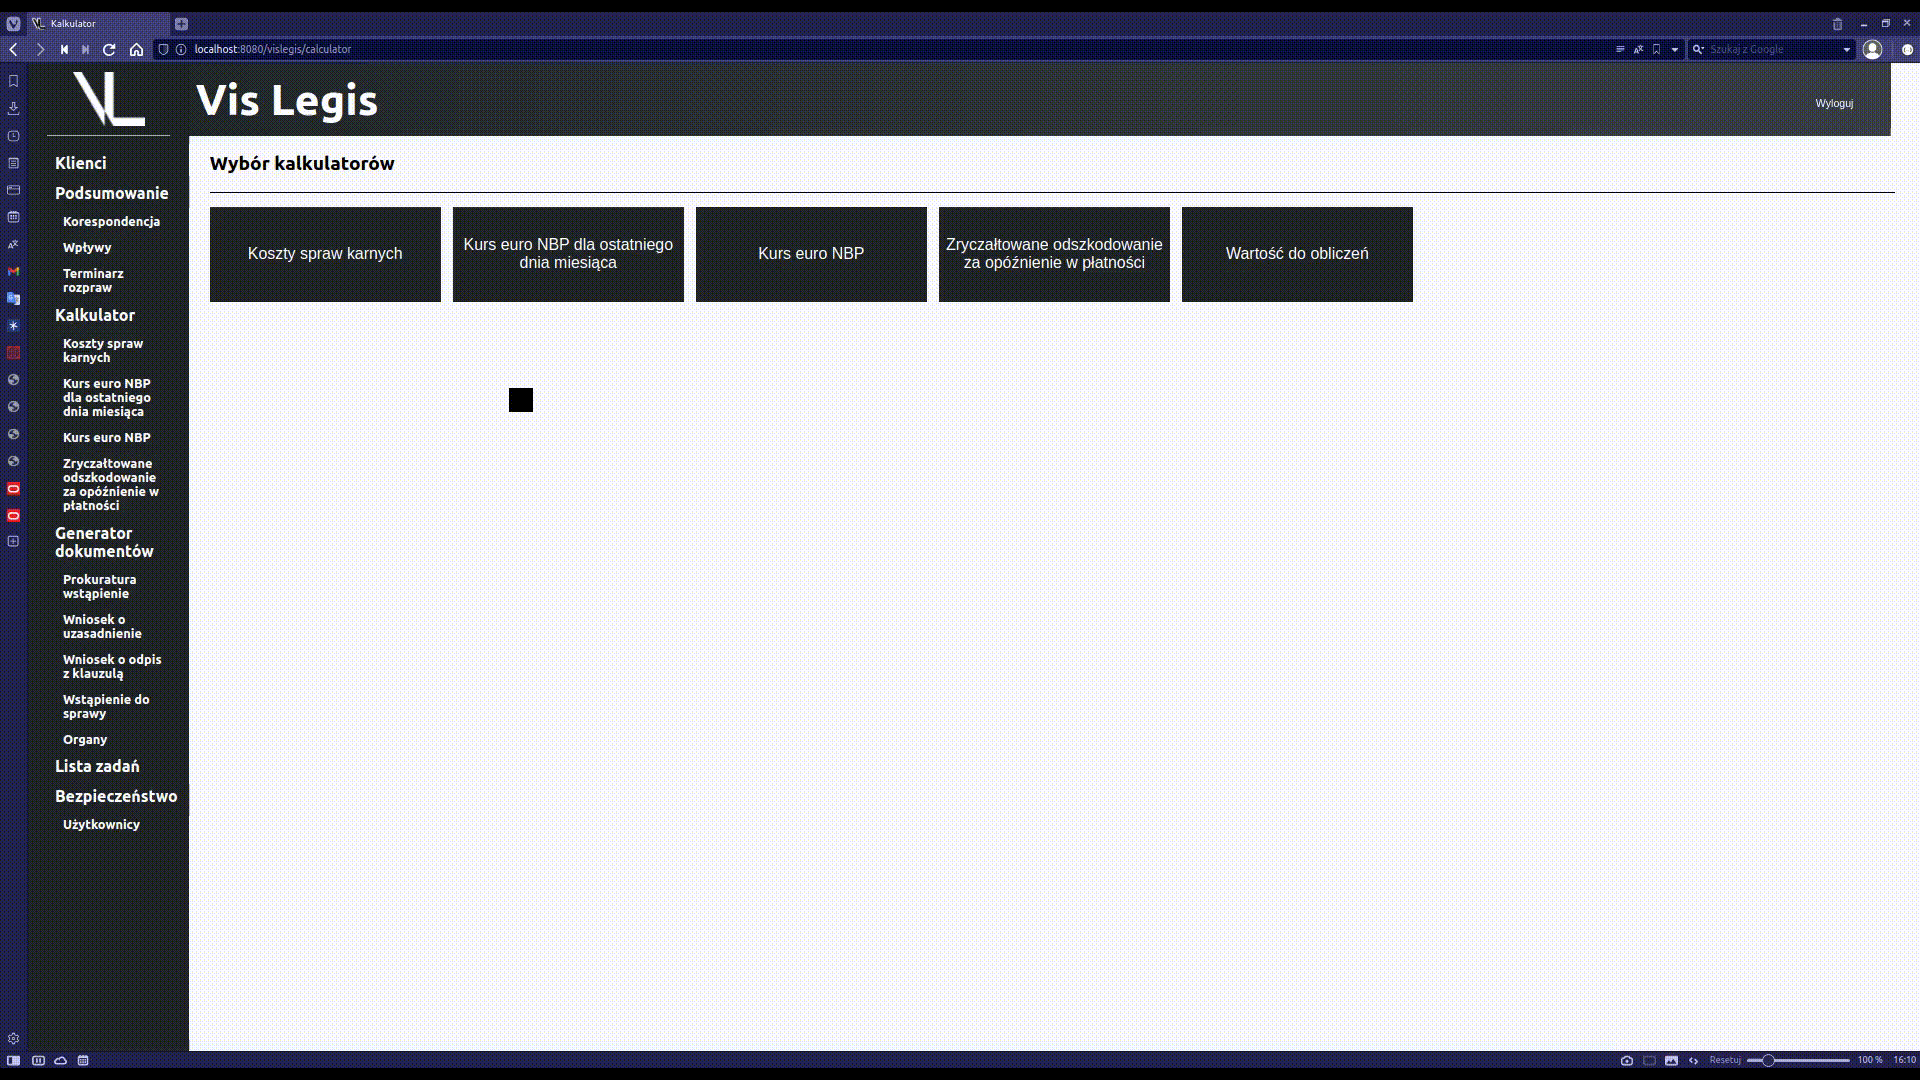 Kalkulator
localhost:8080/vislegis/calculator
Szukaj z Google
VL
Vis Legis
Wyloguj
Klienci
Podsumowanie
Korespondencja
Wpływy
Terminarz
rozpraw
Kalkulator
Koszty spraw
karnych
Kurs euro NBP
dla ostatniego
dnia miesiąca
Kurs euro NBP
Zryczałtowane
odszkodowanie
za opóźnienie w
płatności
Generator
dokumentów
Prokuratura
wstąpienie
Wniosek o
uzasadnienie
Wniosek o odpis
z klauzulą
Wstąpienie do
sprawy
Organy
Lista zadań
Bezpieczeństwo
Użytkownicy
Wybór kalkulatorów
Koszty spraw karnych
Kurs euro NBP dla ostatniego
dnia miesiąca
Kurs euro NBP
Zryczałtowane odszkodowanie
za opóźnienie w płatności
Wartość do obliczeń
Resetuj
100 %
16:10